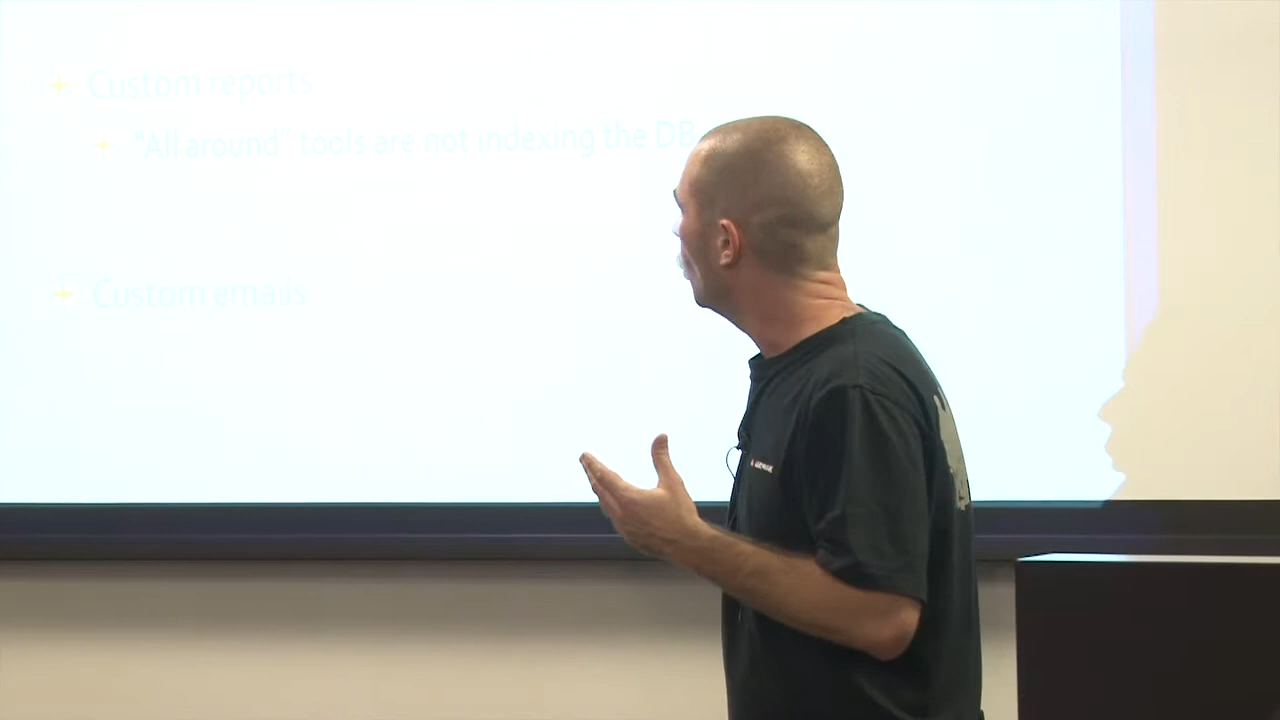 Custom reports
"All around" tools are not indexing the DB
Custom emails